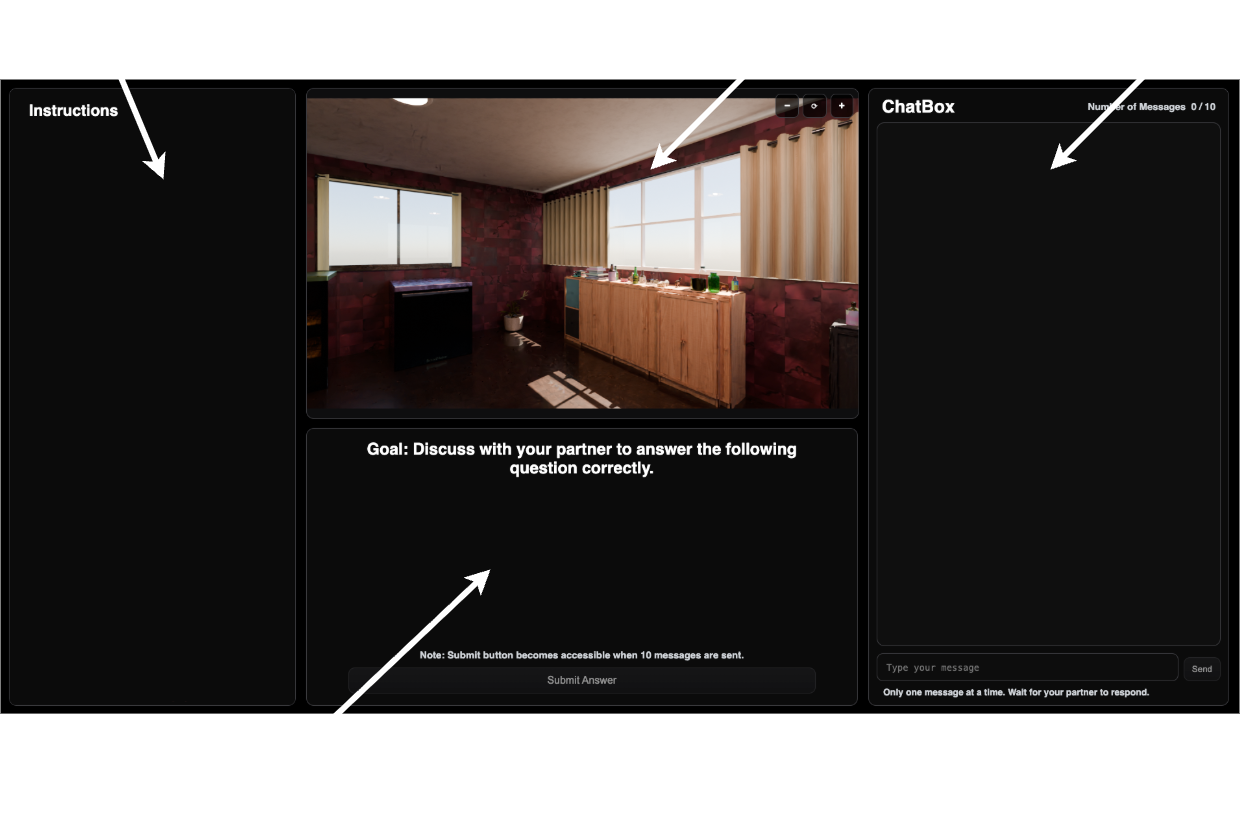 Instructions
ChatBox
Number of Messages 0 / 10
Goal: Discuss with your partner to answer the following
question correctly.
Note: Submit button becomes accessible when 10 messages are sent.
Submit Answer
Type your message
Send
Only one message at a time. Wait for your partner to respond.